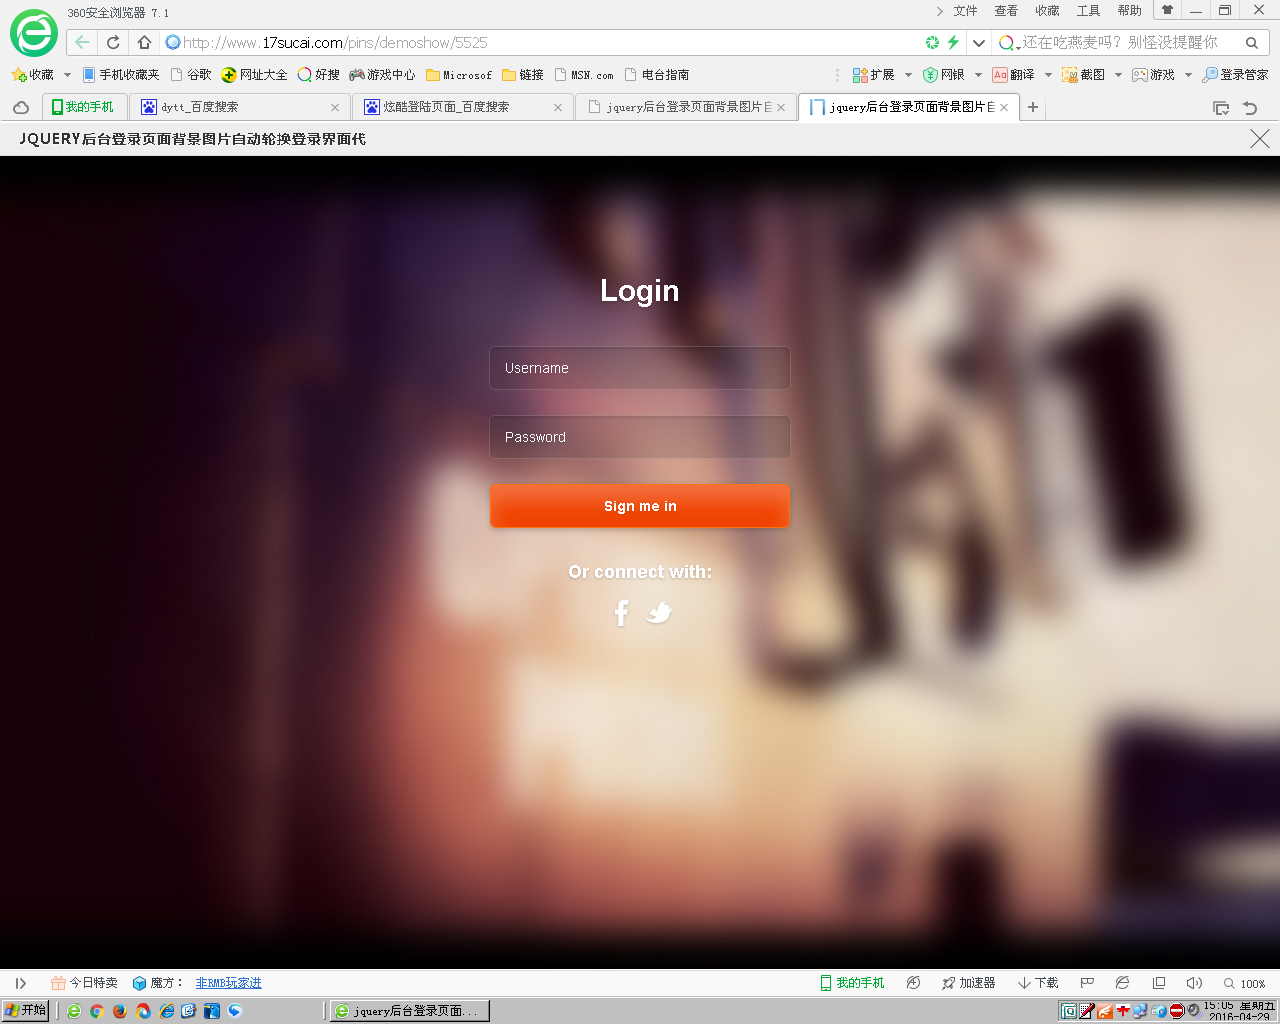 360安全浏览器 7.1
文件 查看 收藏 工具 帮助
http://www.17sucai.com/pins/demoshow/5525
还在吃燕麦吗？别怪没提醒你
收藏 手机收藏夹 谷歌 网址大全 好搜 游戏中心 Microsof 链接 MSN.com 电台指南 扩展 网银 翻译 截图 游戏 登录管家
我的手机 dytt_百度搜索 炫酷登陆页面_百度搜索 jquery后台登录页面背景图片自 jquery后台登录页面背景图片自
JQUERY后台登录页面背景图片自动轮换登录界面代
Login
Username
Password
Sign me in
Or connect with:
今日特卖 魔方： 非RMB玩家进 我的手机 加速器 下载 100%
开始 jquery后台登录页面... 15:05 星期五
2016-04-29